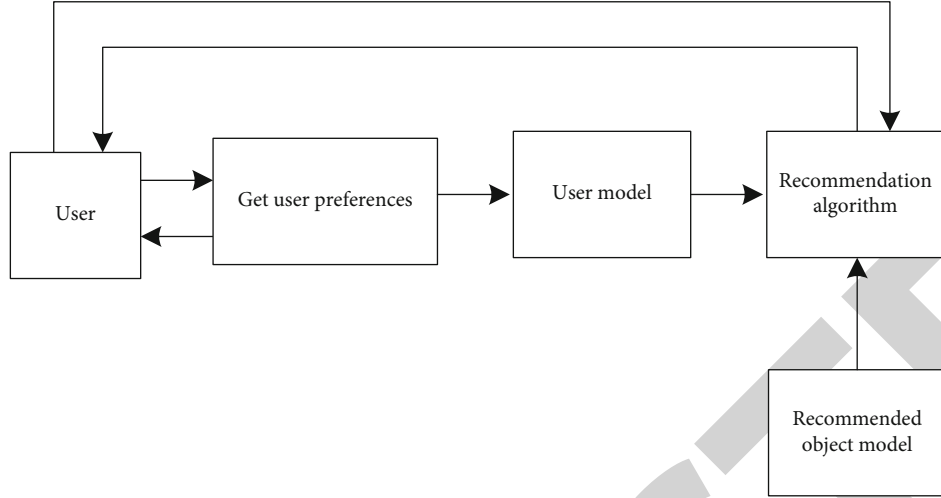 User
Get user preferences
User model
Recommendation
algorithm
Recommended
object model